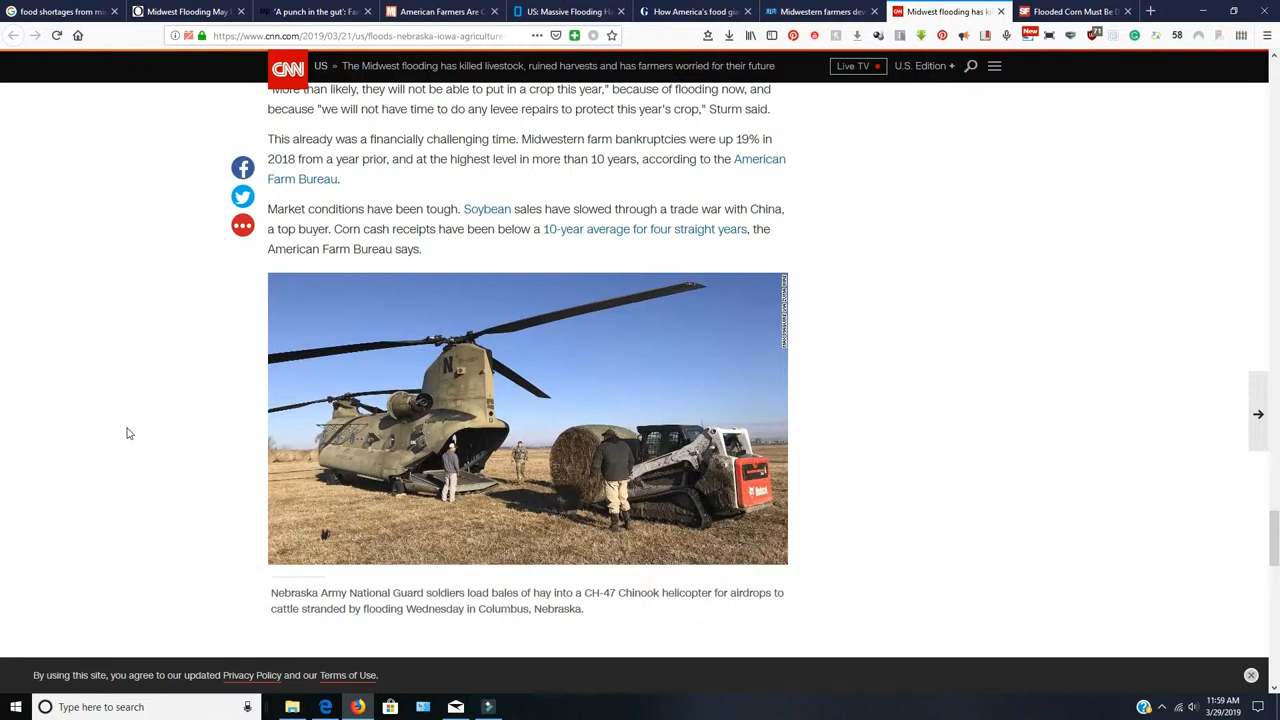 food shortages from m
Midwest Flooding May
'A punch in the gut': Fa
American Farmers Are C
US: Massive Flooding Ha
How America's food gia
Midwestern farmers dev
Midwest flooding has ki
Flooded Corn Must Be D
https://www.cnn.com/2019/03/21/us/floods-nebraska-iowa-agriculture-
New
71
58
CNN
US » The Midwest flooding has killed livestock, ruined harvests and has farmers worried for their future
Live TV
U.S. Edition +
"More than likely, they will not be able to put in a crop this year," because of flooding now, and
because "we will not have time to do any levee repairs to protect this year's crop," Sturm said.
This already was a financially challenging time. Midwestern farm bankruptcies were up 19% in
2018 from a year prior, and at the highest level in more than 10 years, according to the American
Farm Bureau.
Market conditions have been tough. Soybean sales have slowed through a trade war with China,
a top buyer. Corn cash receipts have been below a 10-year average for four straight years, the
American Farm Bureau says.
N
Bobcat
Nebraska Army National Guard soldiers load bales of hay into a CH-47 Chinook helicopter for airdrops to
cattle stranded by flooding Wednesday in Columbus, Nebraska.
By using this site, you agree to our updated Privacy Policy and our Terms of Use.
Type here to search
11:59 AM
3/29/2019